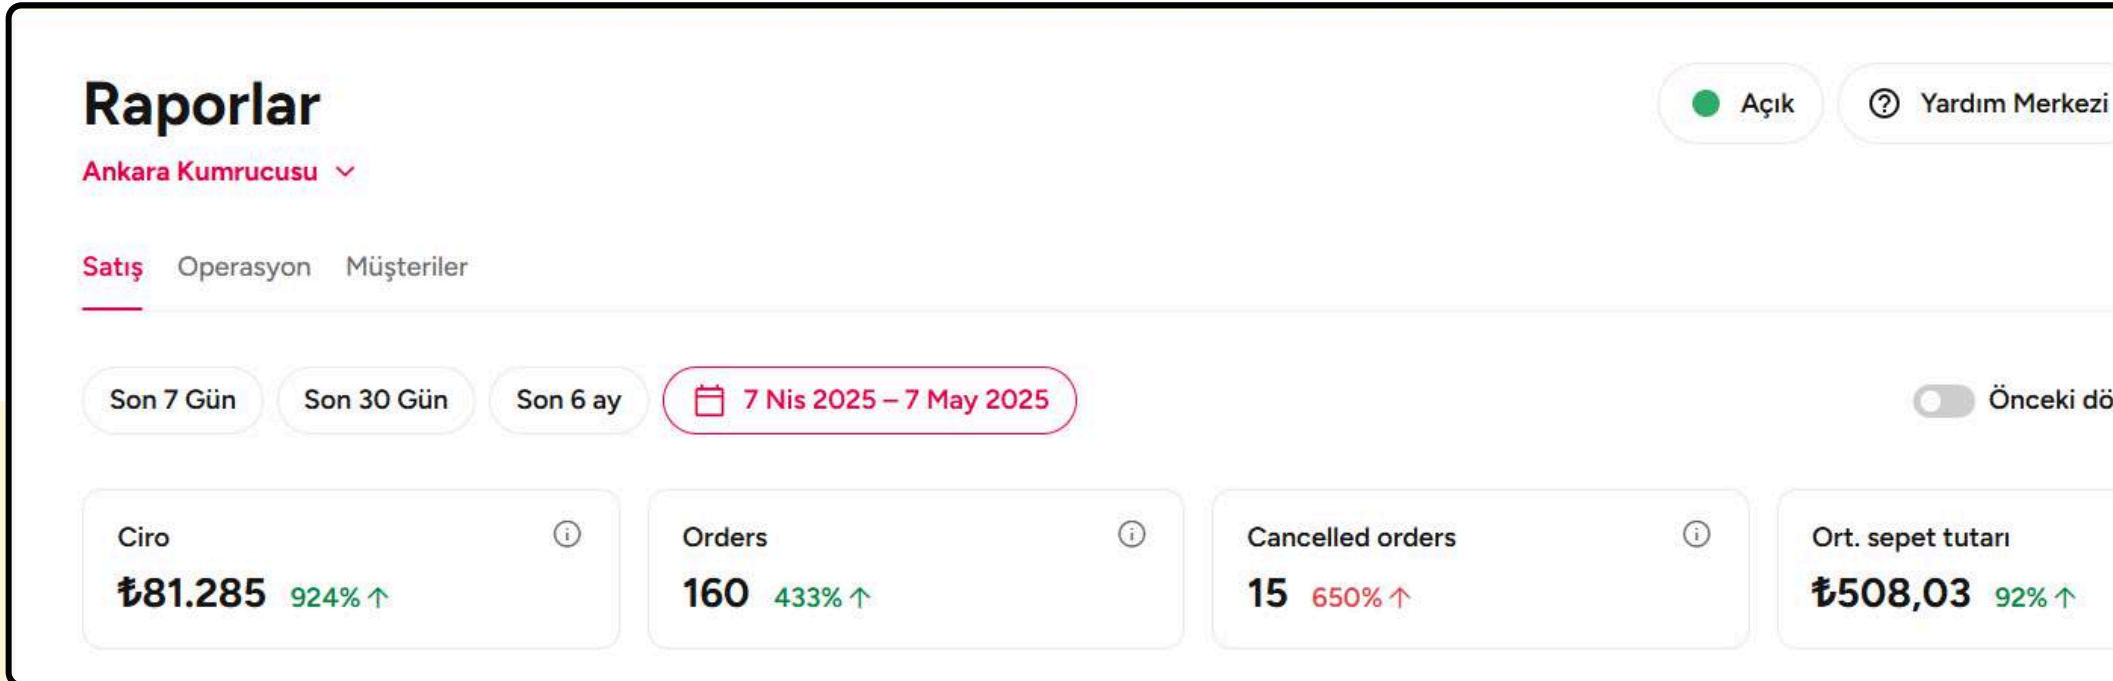 Raporlar
Açık
Yardım Merkezi
Ankara Kumrucusu
Satış Operasyon Müşteriler
Son 7 Gün Son 30 Gün Son 6 ay 7 Nis 2025 – 7 May 2025
Önceki dö
Ciro
₺81.285 924% ↑
Orders
160 433% ↑
Cancelled orders
15 650% ↑
Ort. sepet tutarı
₺508,03 92% ↑